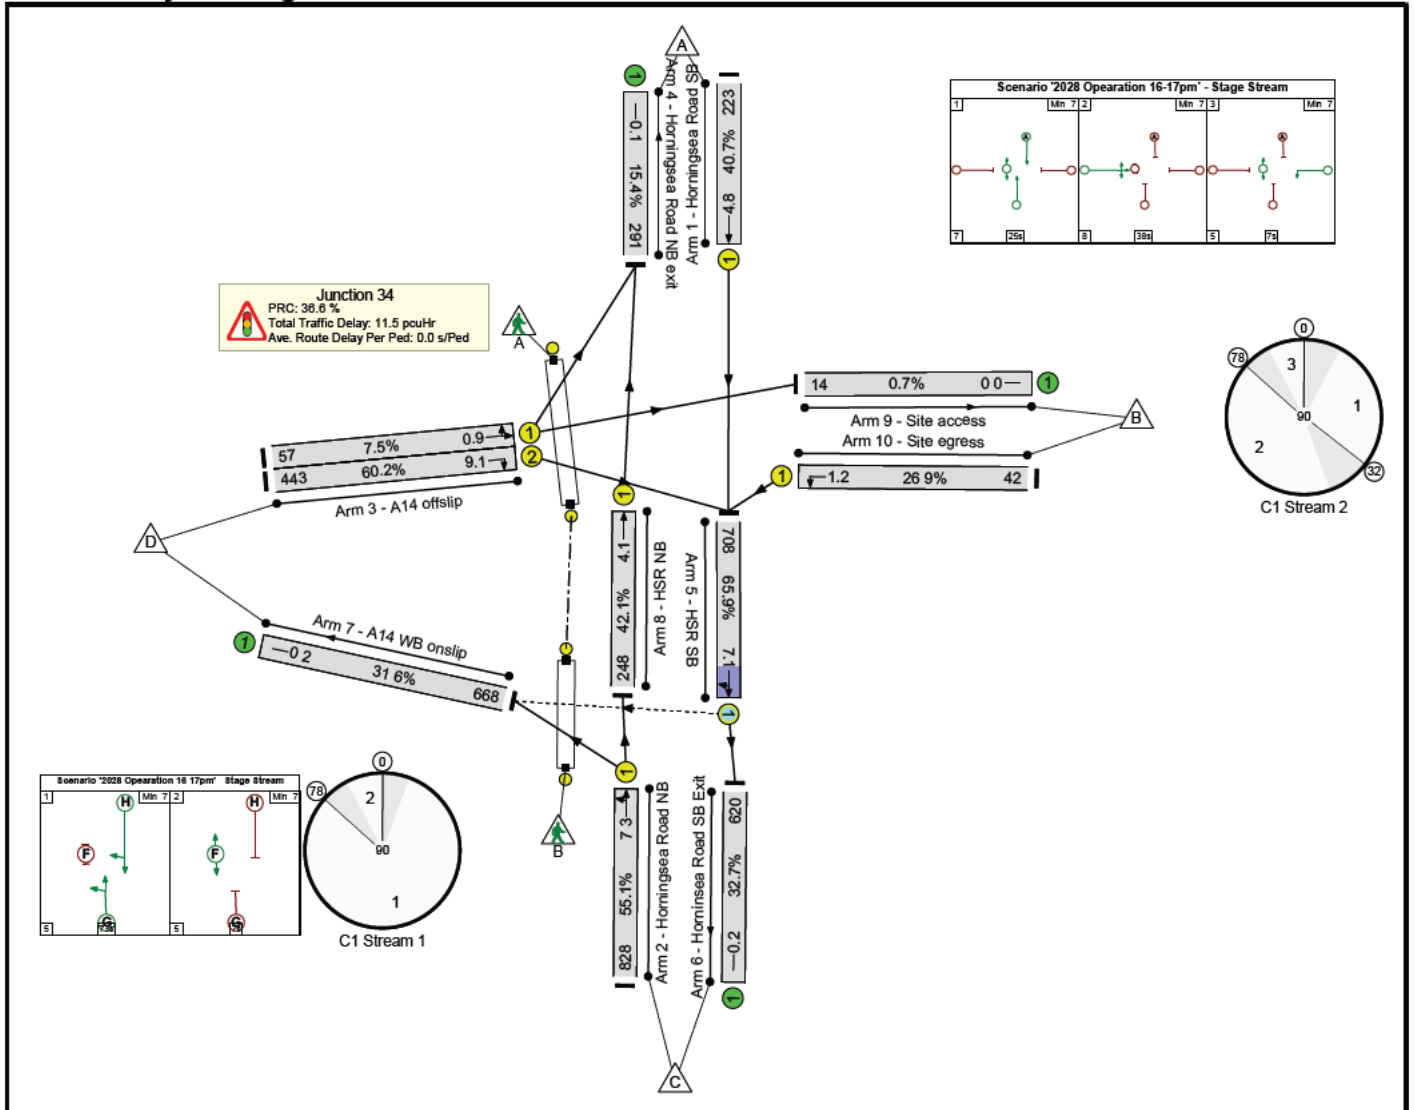 A
1
Arm 4 - Horningsea Road NB exit
Arm 1 - Horningsea Road SB
0.1 15.4% 291
223 40.7% 4.8
1
Scenario '2028 Opearation 16-17pm' - Stage Stream
1 Min 7 2 Min 7 3 Min 7
A A A
7 25s 8 38s 5 7s
Junction 34
PRC: 36.6 %
Total Traffic Delay: 11.5 pcuHr
Ave. Route Delay Per Ped: 0.0 s/Ped
A
14 0.7% 0 0
1
Arm 9 - Site access
Arm 10 - Site egress
B
1.2 26 9% 42
1
57 7.5% 0.9
443 60.2% 9.1
1
2
Arm 3 - A14 offslip
D
0
78
3
1
90
2
32
C1 Stream 2
1
4.1 42.1% 248
Arm 8 - HSR NB
Arm 5 - HSR SB
708 65.9% 7.1
1
Arm 7 - A14 WB onslip
1
0 2 31 6% 668
1
7 3 55.1% 828
Arm 2 - Horningsea Road NB
Arm 6 - Horninsea Road SB Exit
620 32.7% 0.2
1
B
Scenario '2028 Opearation 16 17pm' Stage Stream
1 Min 7 2 Min 7
H H
F F
G G
5 5
0
78
2
90
1
C1 Stream 1
C